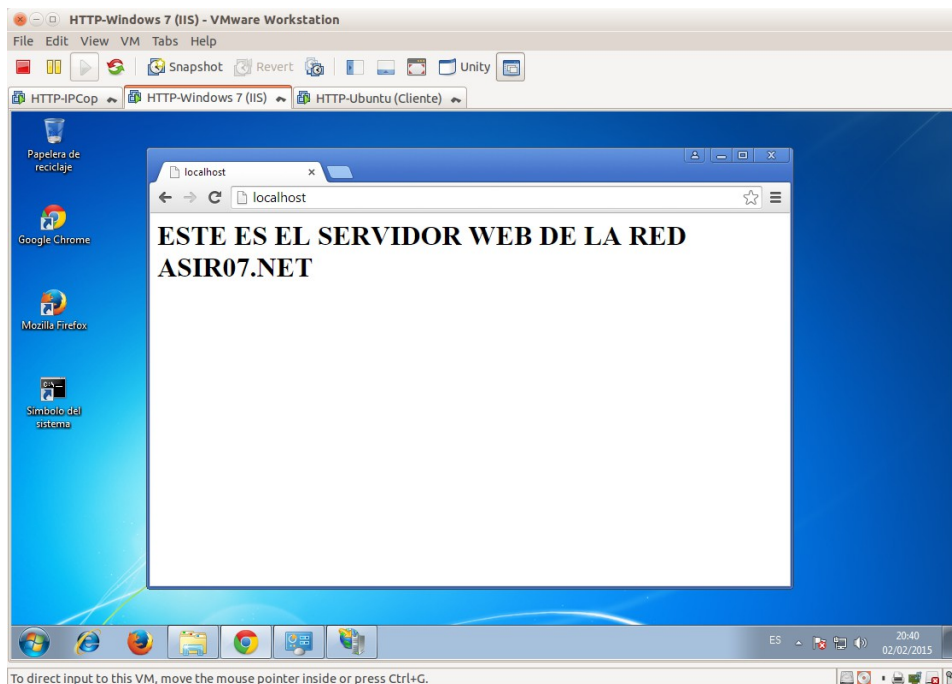 HTTP-Windows 7 (IIS) - VMware Workstation
File Edit View VM Tabs Help
Snapshot Revert Unity
HTTP-IPCop HTTP-Windows 7 (IIS) HTTP-Ubuntu (Cliente)
Papelera de
reciclaje
Google Chrome
Mozilla Firefox
Símbolo del
sistema
localhost
localhost
ESTE ES EL SERVIDOR WEB DE LA RED
ASIR07.NET
ES
20:40
02/02/2015
To direct input to this VM, move the mouse pointer inside or press Ctrl+G.